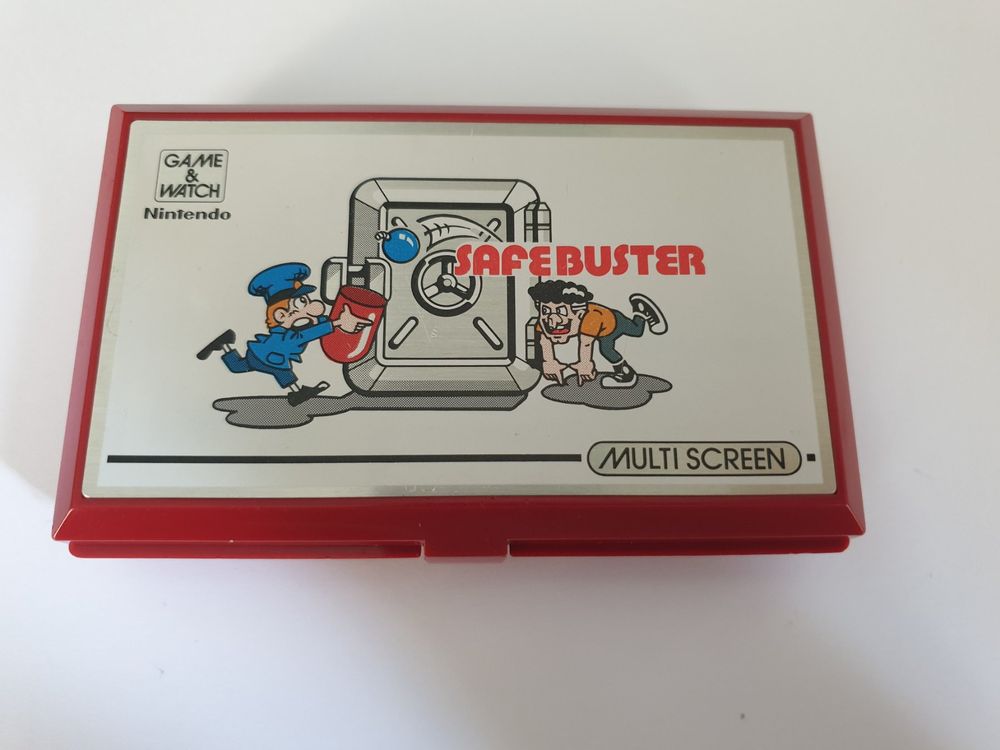 GAME
&
WATCH
Nintendo
SAFEBUSTER
MULTI SCREEN